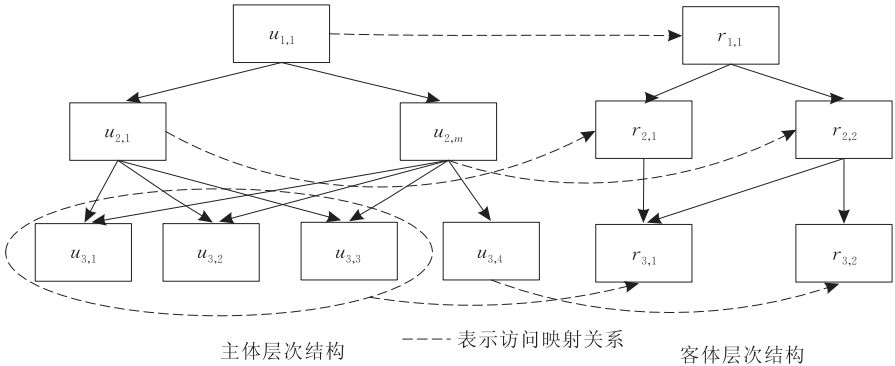 u1,1
r1,1
u2,1
u2,m
r2,1
r2,2
u3,1
u3,2
u3,3
u3,4
r3,1
r3,2
主体层次结构
表示访问映射关系
客体层次结构